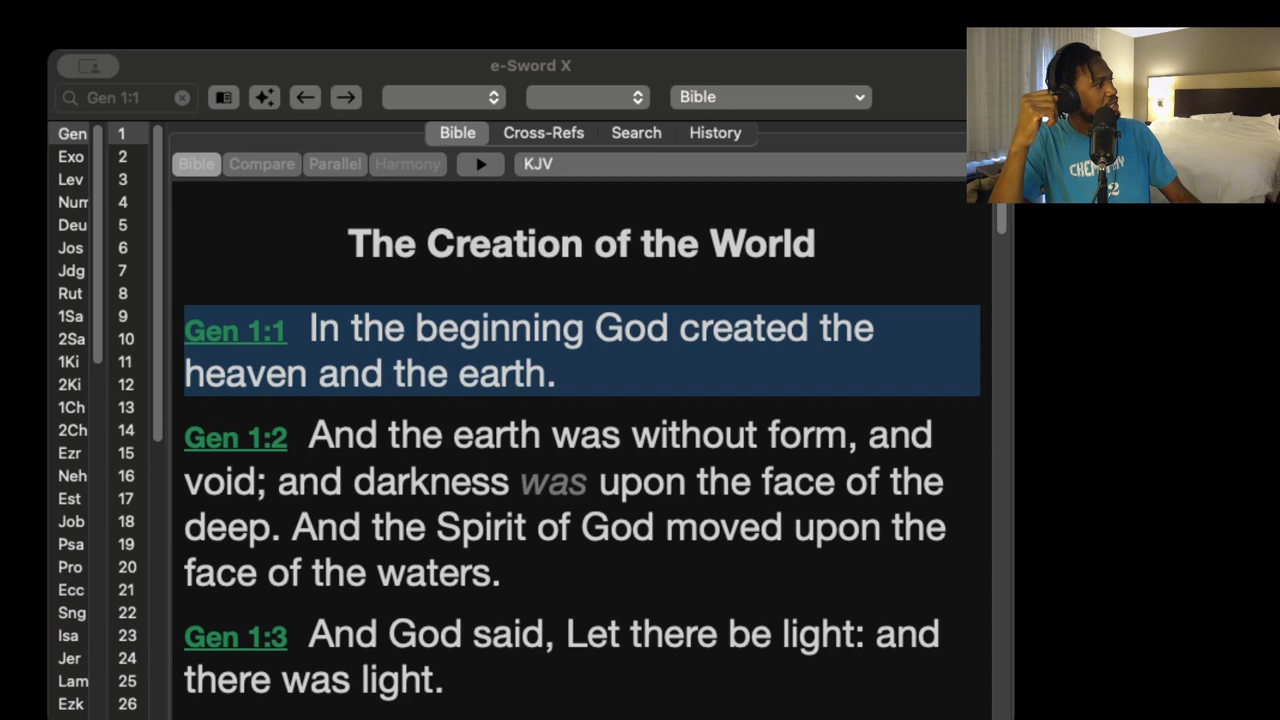 e-Sword X
Gen 1:1
Bible
Bible Cross-Refs Search History
Bible Compare Parallel Harmony KJV
Gen 1
Exo 2
Lev 3
Num 4
Deu 5
Jos 6
Jdg 7
Rut 8
1Sa 9
2Sa 10
1Ki 11
2Ki 12
1Ch 13
2Ch 14
Ezr 15
Neh 16
Est 17
Job 18
Psa 19
Pro 20
Ecc 21
Sng 22
Isa 23
Jer 24
Lam 25
Ezk 26
The Creation of the World
Gen 1:1 In the beginning God created the
heaven and the earth.
Gen 1:2 And the earth was without form, and
void; and darkness was upon the face of the
deep. And the Spirit of God moved upon the
face of the waters.
Gen 1:3 And God said, Let there be light: and
there was light.